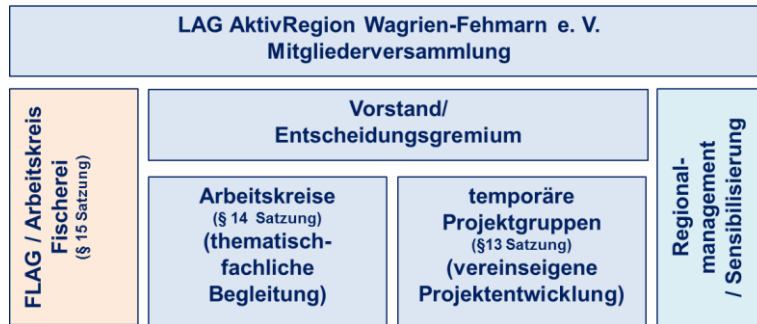 LAG AktivRegion Wagrien-Fehmarn e. V.
Mitgliederversammlung
FLAG / Arbeitskreis
Fischerei
(§ 15 Satzung)
Vorstand/
Entscheidungsgremium
Arbeitskreise
(§ 14 Satzung)
(thematisch-
fachliche
Begleitung)
temporäre
Projektgruppen
(§13 Satzung)
(vereinseigene
Projektentwicklung)
Regional-
management
/ Sensibilisierung